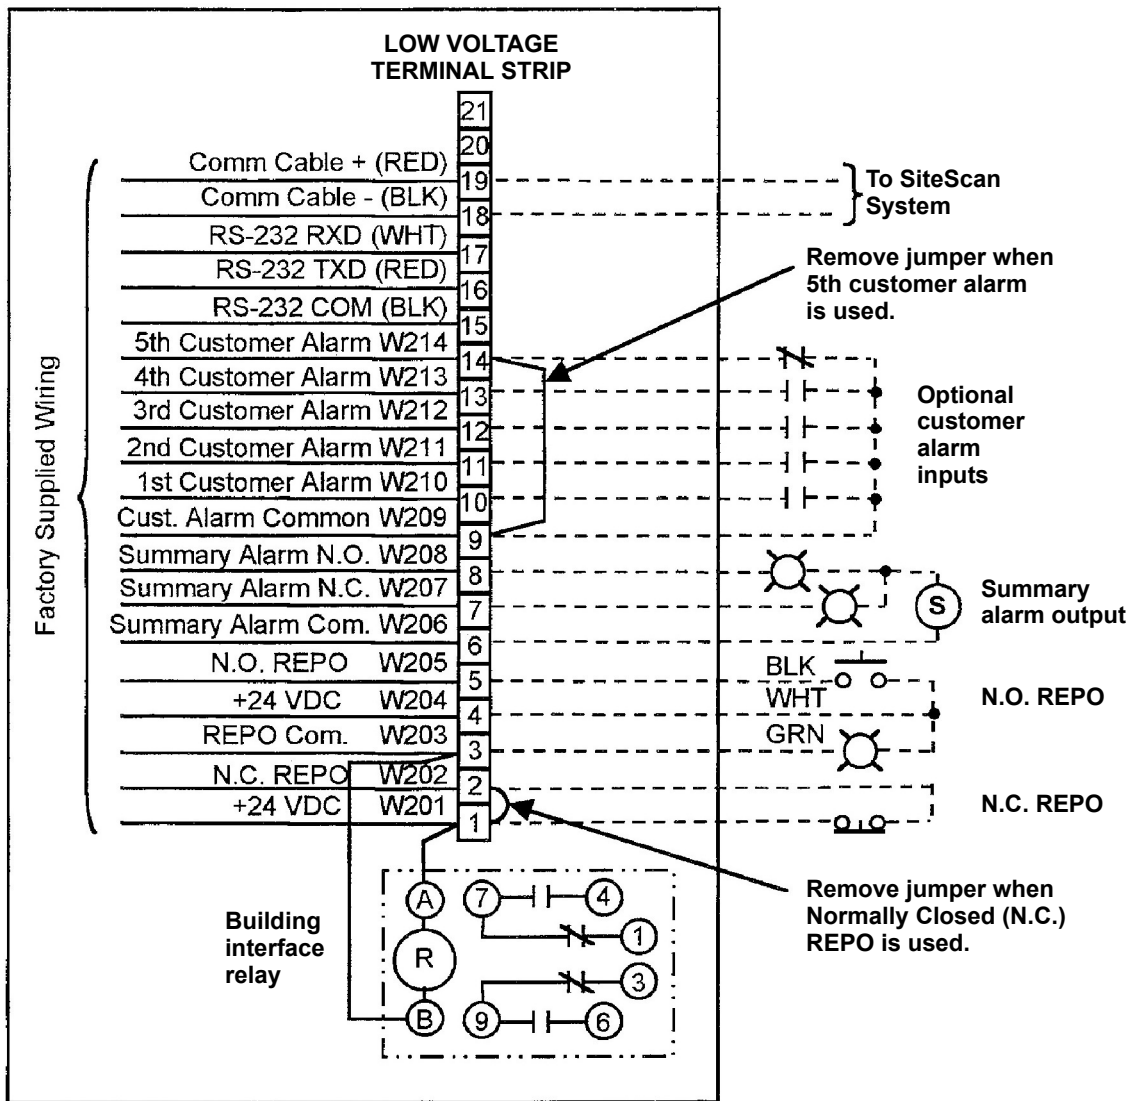 LOW VOLTAGE
TERMINAL STRIP
21
20
Comm Cable + (RED)
19
To SiteScan
System
Comm Cable - (BLK)
18
RS-232 RXD (WHT)
17
RS-232 TXD (RED)
16
RS-232 COM (BLK)
15
Remove jumper when
5th customer alarm
is used.
5th Customer Alarm W214
14
4th Customer Alarm W213
13
3rd Customer Alarm W212
12
2nd Customer Alarm W211
11
1st Customer Alarm W210
10
Cust. Alarm Common W209
9
Optional
customer
alarm
inputs
Factory Supplied Wiring
Summary Alarm N.O. W208
8
Summary Alarm N.C. W207
7
Summary Alarm Com. W206
6
S
Summary
alarm output
N.O. REPO W205
5
BLK
+24 VDC W204
4
WHT
N.O. REPO
REPO Com. W203
3
GRN
N.C. REPO W202
2
+24 VDC W201
1
N.C. REPO
Remove jumper when
Normally Closed (N.C.)
REPO is used.
Building
interface
relay
A
7
4
R
1
3
B
9
6